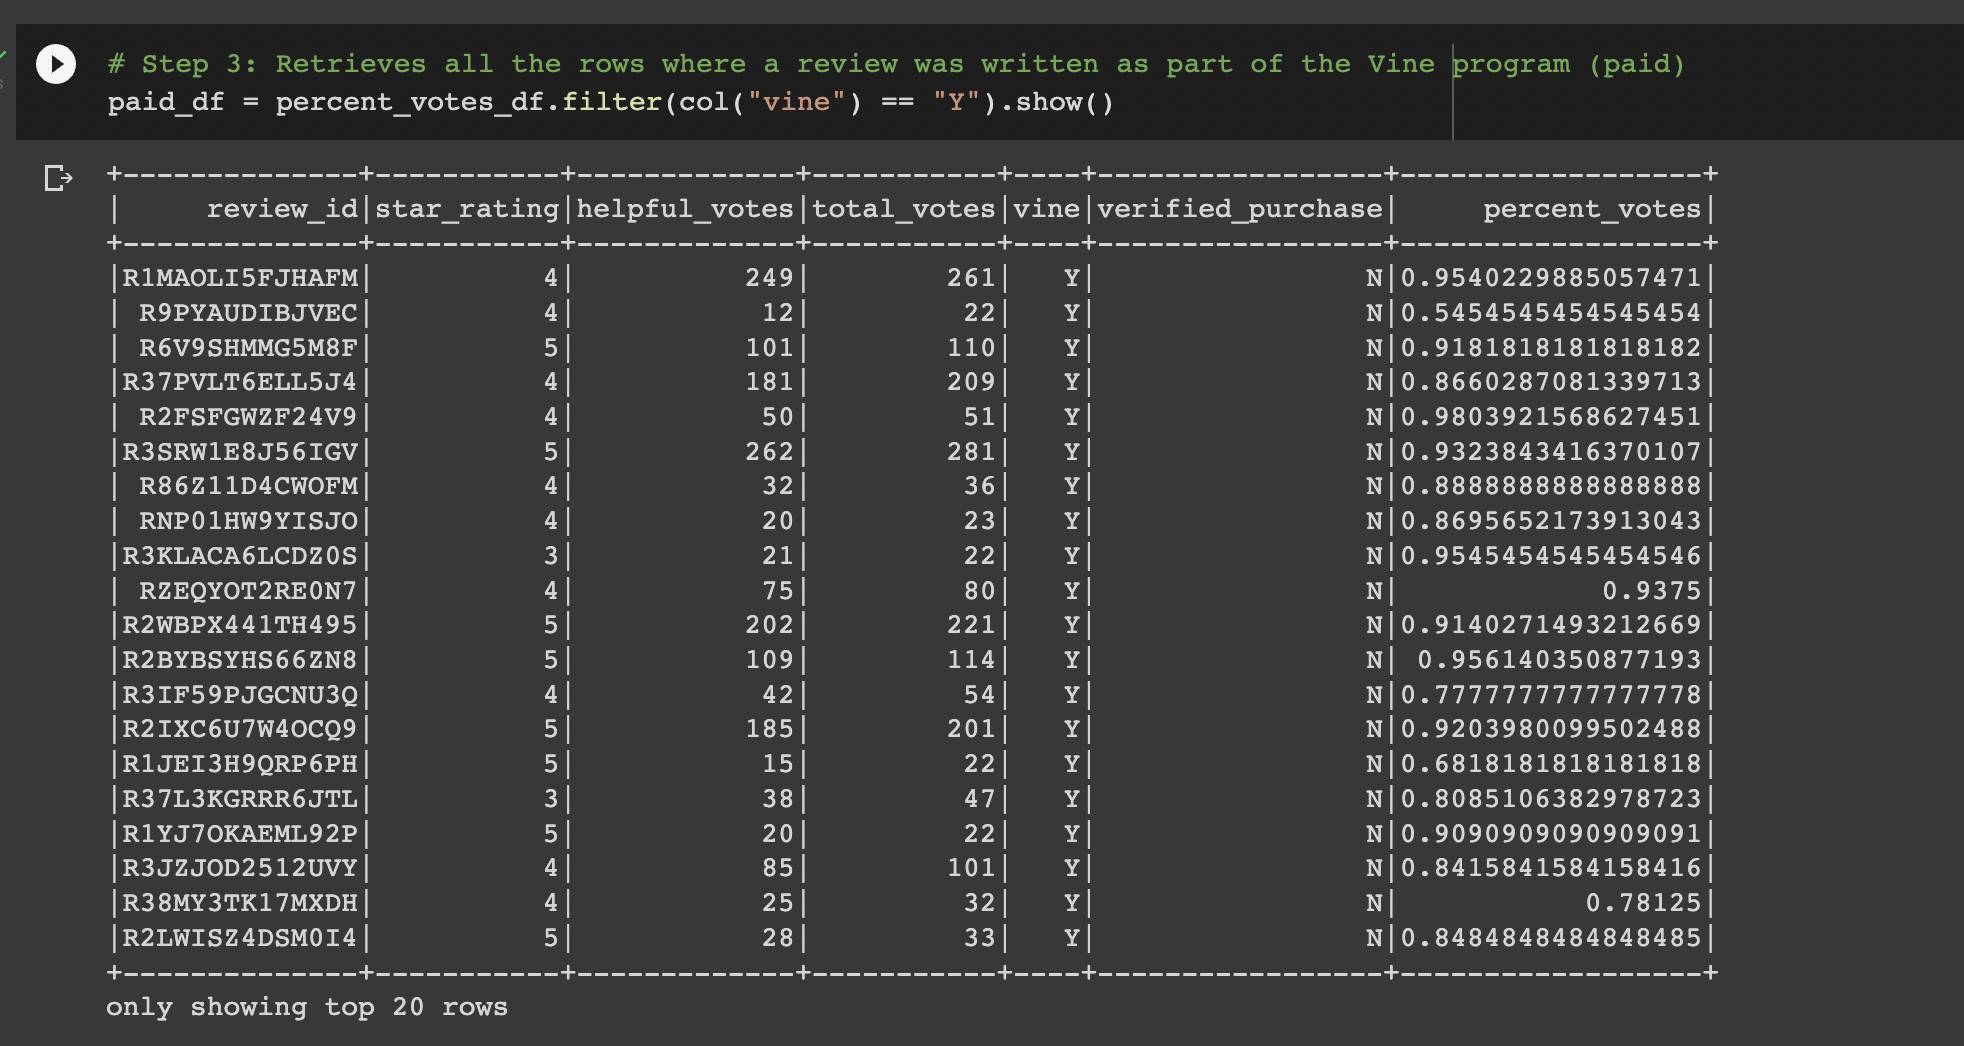 # Step 3: Retrieves all the rows where a review was written as part of the Vine program (paid)
paid_df = percent_votes_df.filter(col("vine") == "Y").show()
+--------------+-----------+-------------+-----------+----+-----------------+------------------+
|     review_id|star_rating|helpful_votes|total_votes|vine|verified_purchase|     percent_votes|
+--------------+-----------+-------------+-----------+----+-----------------+------------------+
|R1MAOLI5FJHAFM|          4|          249|        261|   Y|                N|0.9540229885057471|
| R9PYAUDIBJVEC|          4|           12|         22|   Y|                N|0.5454545454545454|
| R6V9SHMMG5M8F|          5|          101|        110|   Y|                N|0.9181818181818182|
|R37PVLT6ELL5J4|          4|          181|        209|   Y|                N|0.8660287081339713|
| R2FSFGWZF24V9|          4|           50|         51|   Y|                N|0.9803921568627451|
|R3SRW1E8J56IGV|          5|          262|        281|   Y|                N|0.9323843416370107|
| R86Z11D4CWOFM|          4|           32|         36|   Y|                N|0.8888888888888888|
| RNP01HW9YISJO|          4|           20|         23|   Y|                N|0.8695652173913043|
|R3KLACA6LCDZ0S|          3|           21|         22|   Y|                N|0.9545454545454546|
| RZEQYOT2RE0N7|          4|           75|         80|   Y|                N|            0.9375|
|R2WBPX441TH495|          5|          202|        221|   Y|                N|0.9140271493212669|
|R2BYBSYHS66ZN8|          5|          109|        114|   Y|                N| 0.956140350877193|
|R3IF59PJGCNU3Q|          4|           42|         54|   Y|                N|0.7777777777777778|
|R2IXC6U7W4OCQ9|          5|          185|        201|   Y|                N|0.9203980099502488|
|R1JEI3H9QRP6PH|          5|           15|         22|   Y|                N|0.6818181818181818|
|R37L3KGRRR6JTL|          3|           38|         47|   Y|                N|0.8085106382978723|
|R1YJ7OKAEML92P|          5|           20|         22|   Y|                N|0.9090909090909091|
|R3JZJOD2512UVY|          4|           85|        101|   Y|                N|0.8415841584158416|
|R38MY3TK17MXDH|          4|           25|         32|   Y|                N|           0.78125|
|R2LWISZ4DSM0I4|          5|           28|         33|   Y|                N|0.8484848484848485|
+--------------+-----------+-------------+-----------+----+-----------------+------------------+
only showing top 20 rows